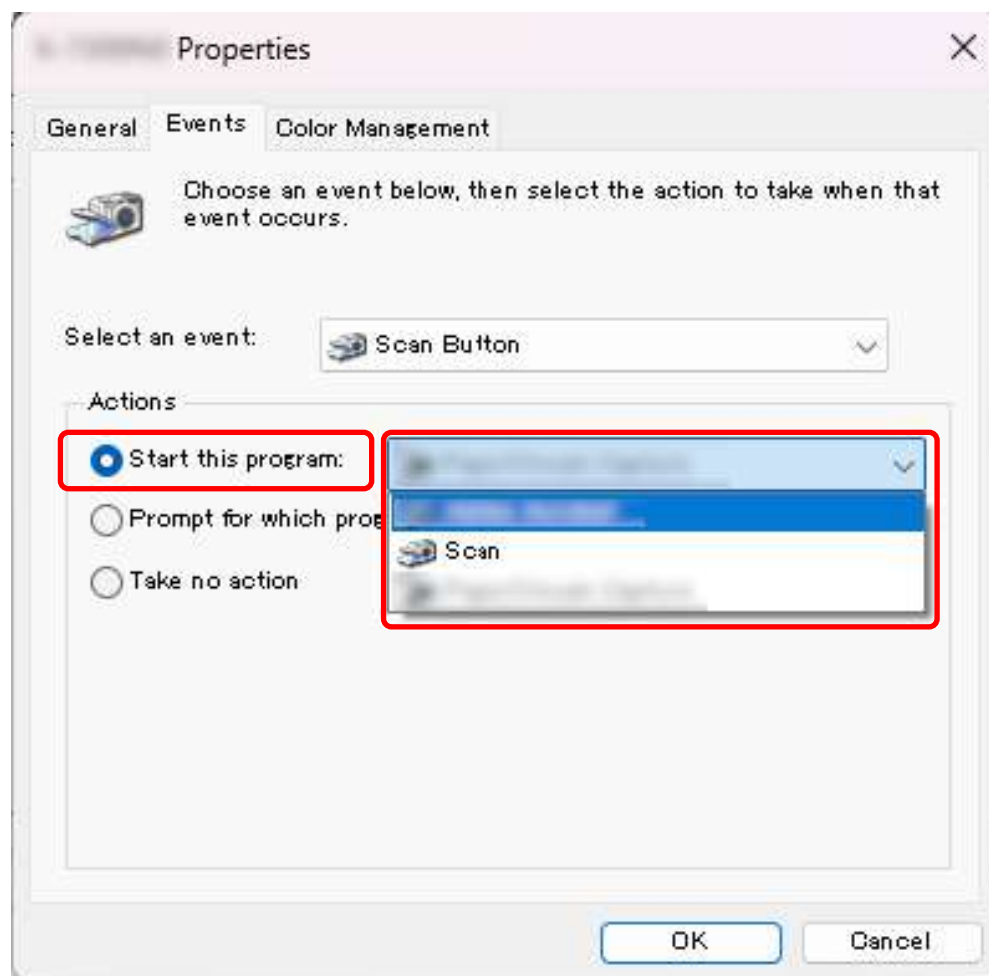 Properties
General Events Color Management
Choose an event below, then select the action to take when that
event occurs.
Select an event: Scan Button
Actions
Start this program:
Prompt for which
Scan
Take no action
OK Cancel